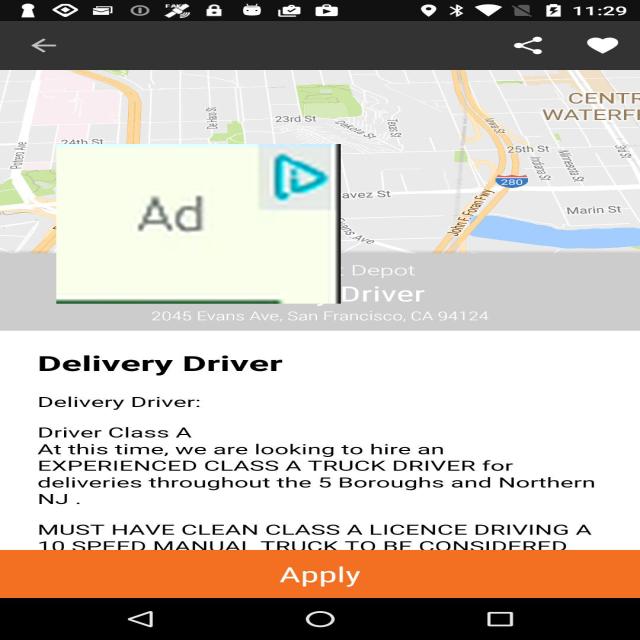 11:29
CENTR
WATERF
23rd St
24th St
25th St
Marin St
avez St
280
John F. Foran Fwy
Ad
: Depot
Driver
2045 Evans Ave, San Francisco, CA 94124
Delivery Driver
Delivery Driver:
Driver Class A
At this time, we are looking to hire an
EXPERIENCED CLASS A TRUCK DRIVER for
deliveries throughout the 5 Boroughs and Northern
NJ .
MUST HAVE CLEAN CLASS A LICENCE DRIVING A
10 SPEED MANUAL TRUCK TO BE CONSIDERED
Apply